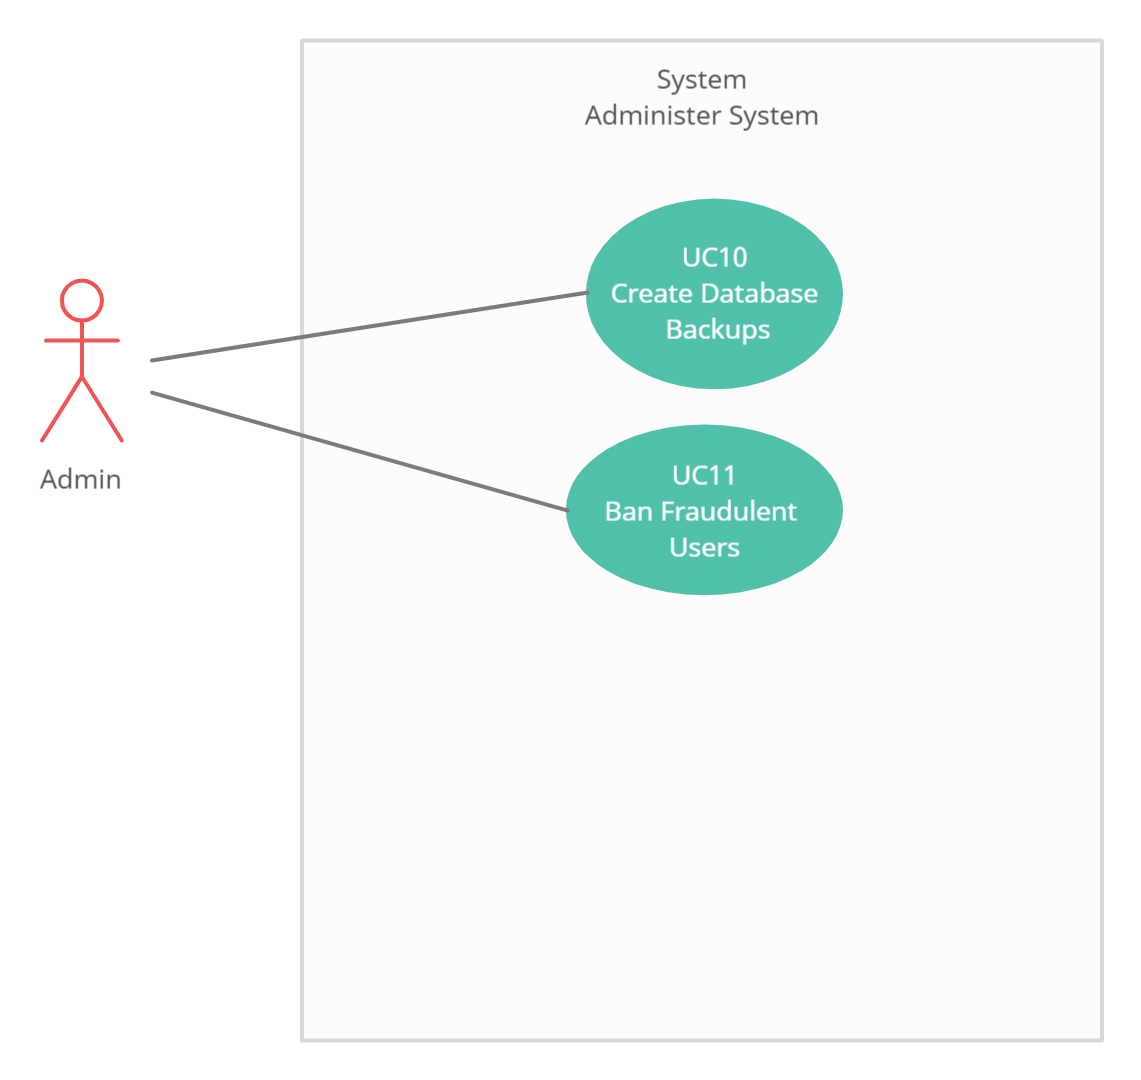 System
Administer System
UC10
Create Database
Backups
Admin
UC11
Ban Fraudulent
Users